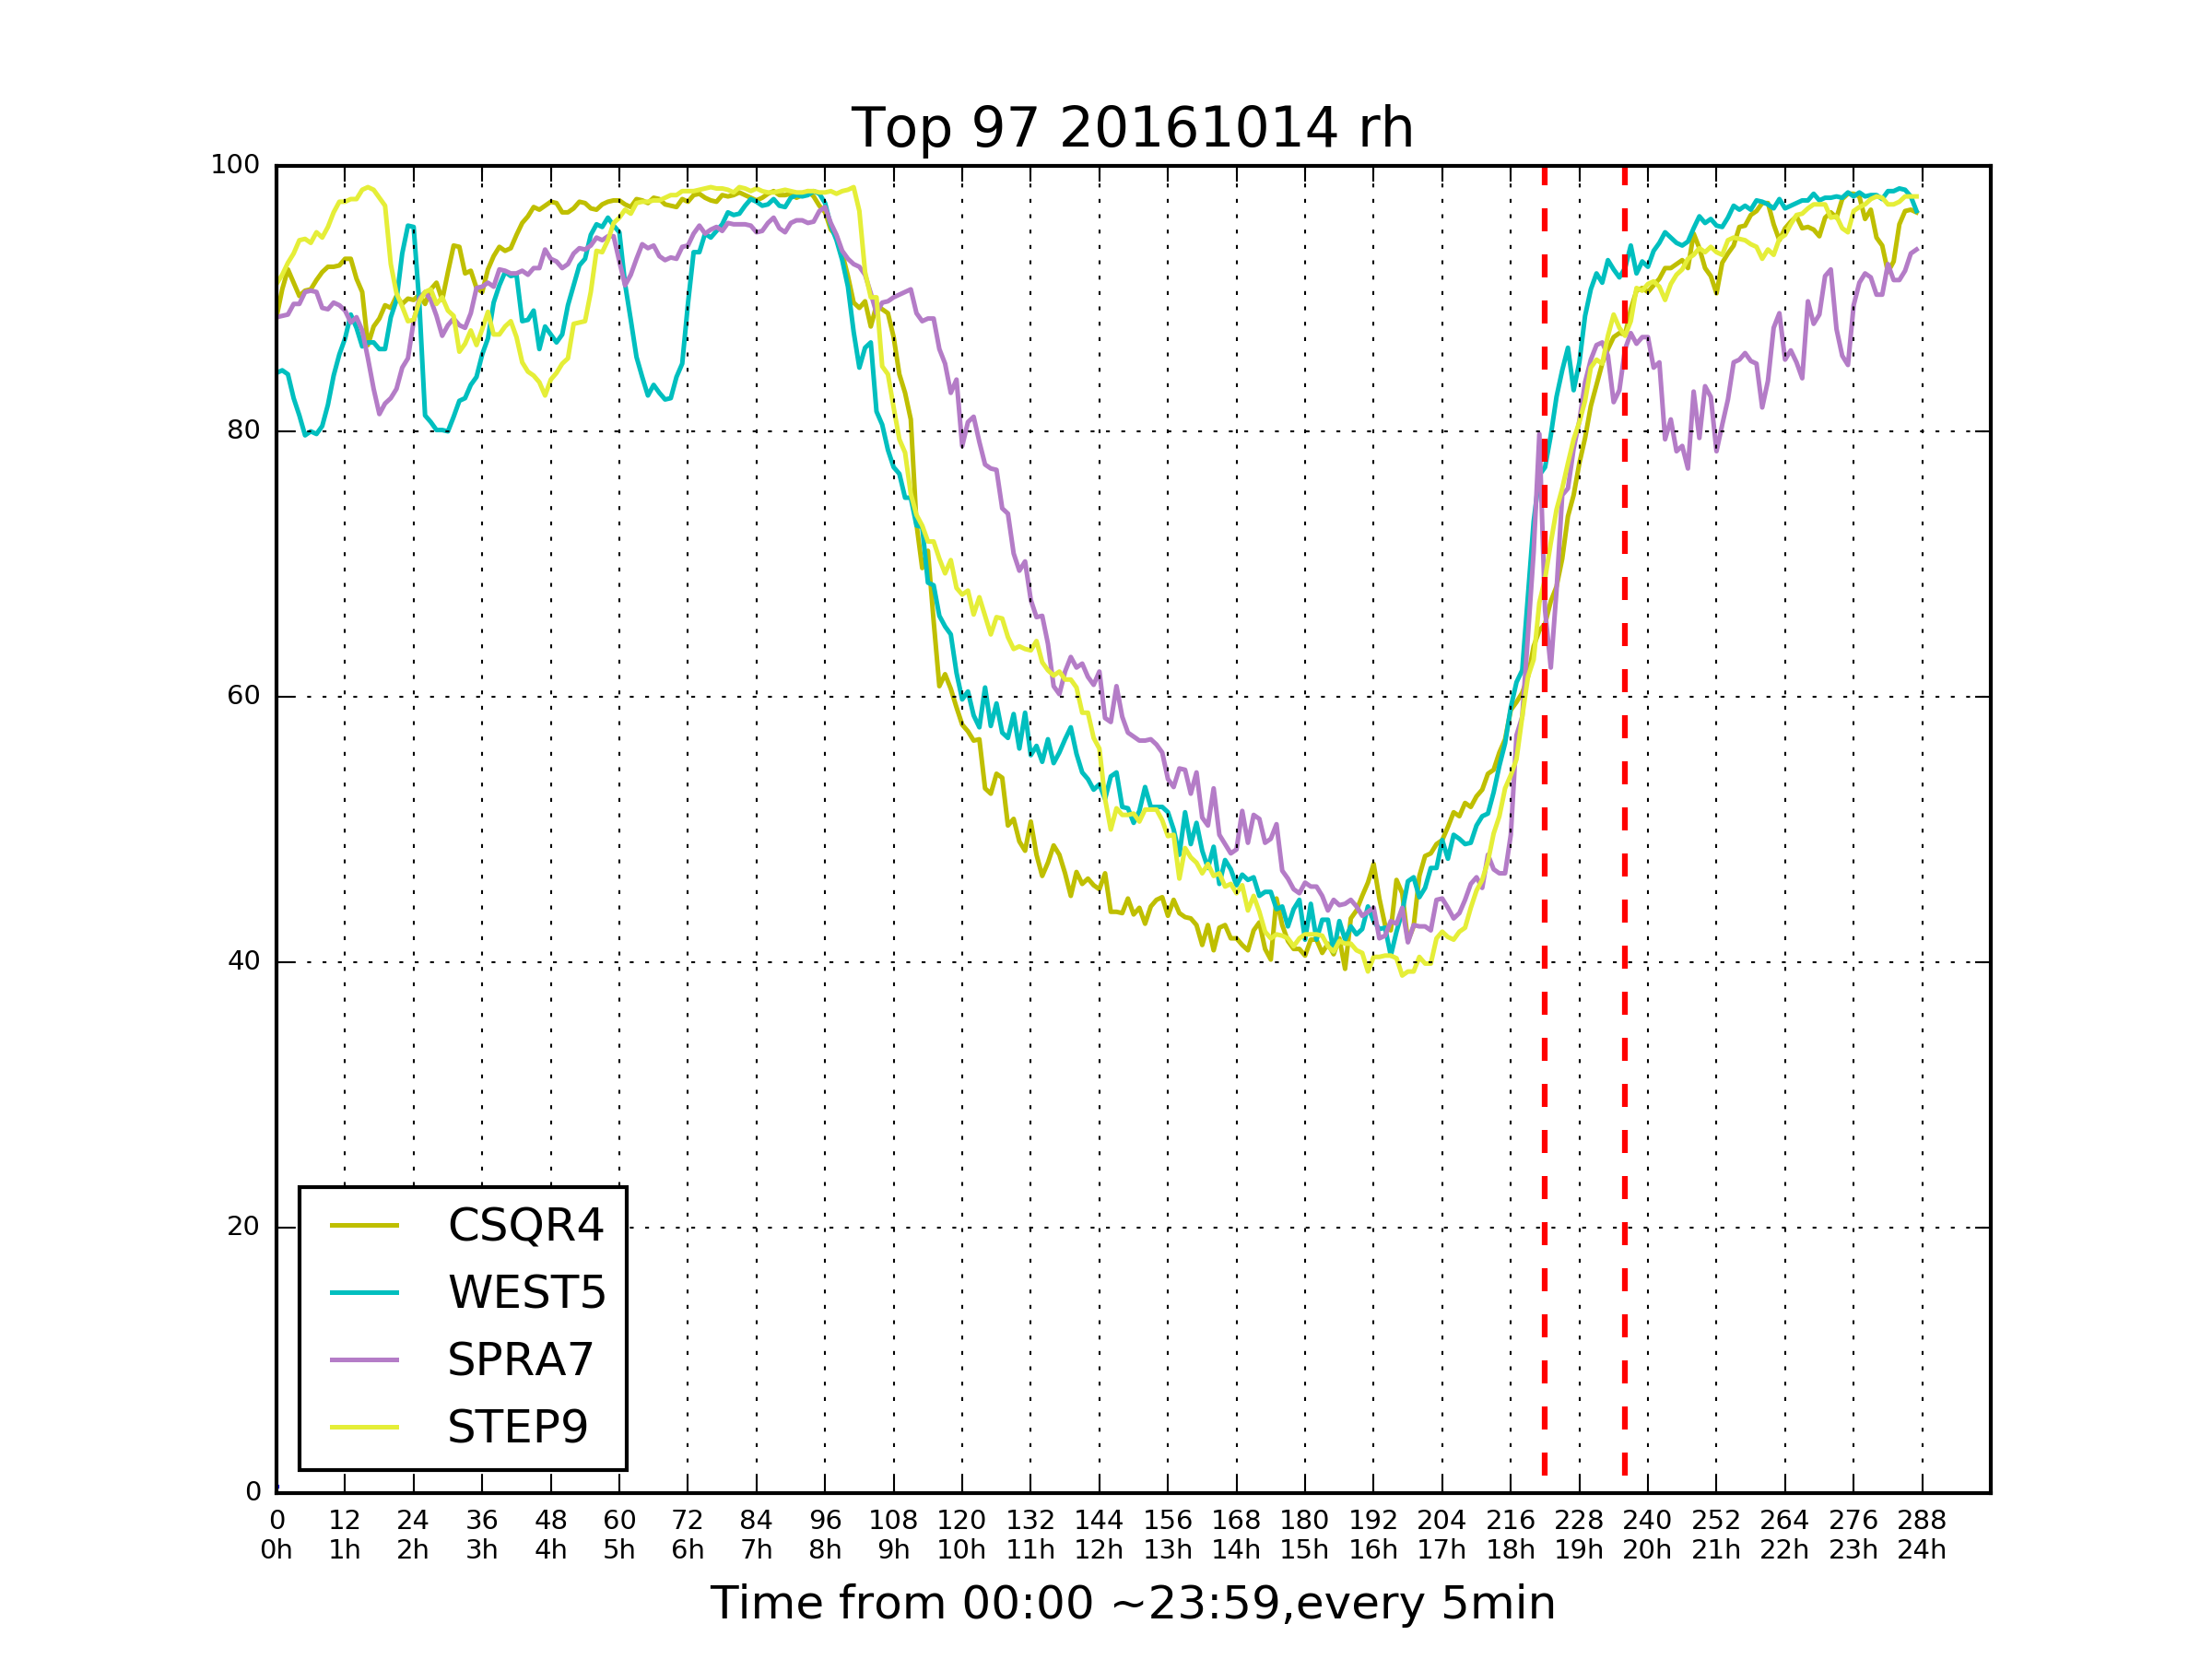 Top 97 20161014 rh
100
80
60
40
20
0
CSQR4
WEST5
SPRA7
STEP9
0 12 24 36 48 60 72 84 96 108 120 132 144 156 168 180 192 204 216 228 240 252 264 276 288
0h 1h 2h 3h 4h 5h 6h 7h 8h 9h 10h 11h 12h 13h 14h 15h 16h 17h 18h 19h 20h 21h 22h 23h 24h
Time from 00:00 ~23:59,every 5min